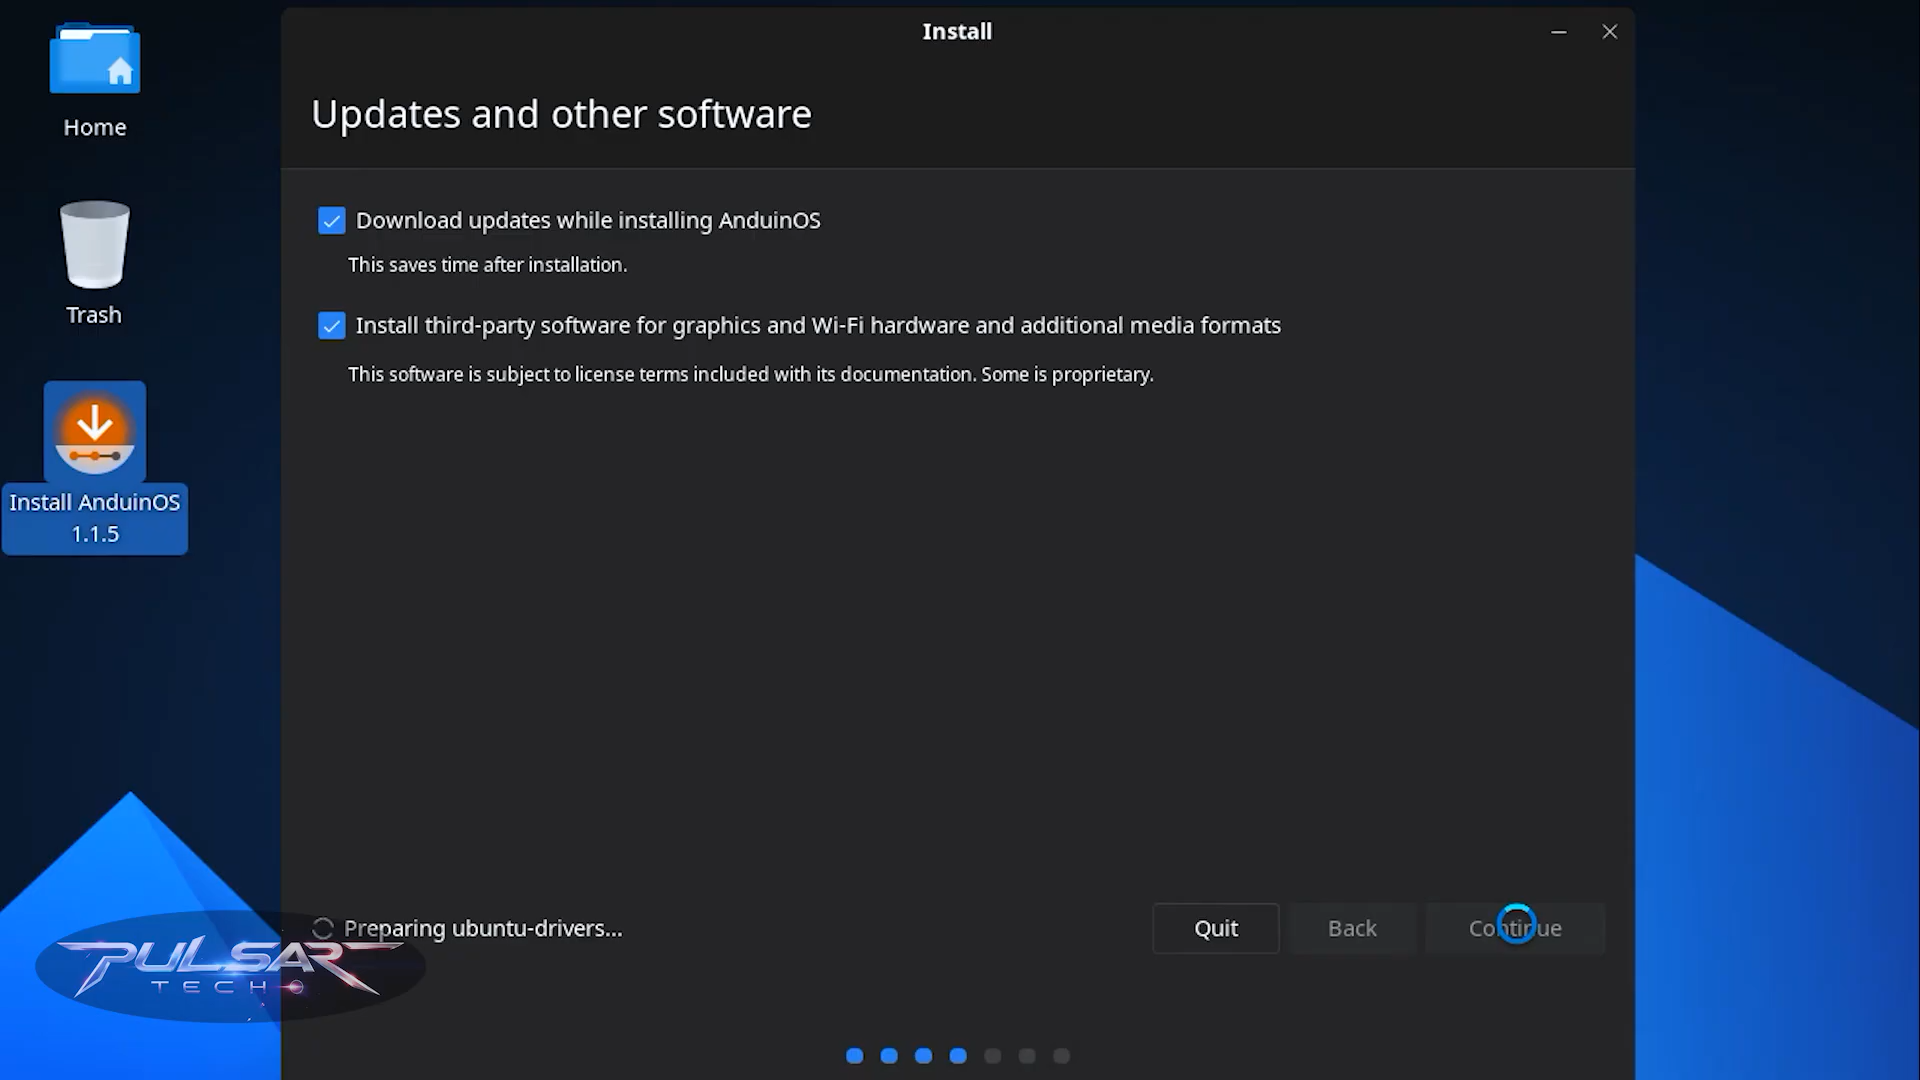 Install
Home
Updates and other software
Download updates while installing AnduinOS
This saves time after installation.
Trash
Install third-party software for graphics and Wi-Fi hardware and additional media formats
This software is subject to license terms included with its documentation. Some is proprietary.
Install AnduinOS
1.1.5
Preparing ubuntu-drivers...
Quit
Back
Continue
PULSAR
TECH